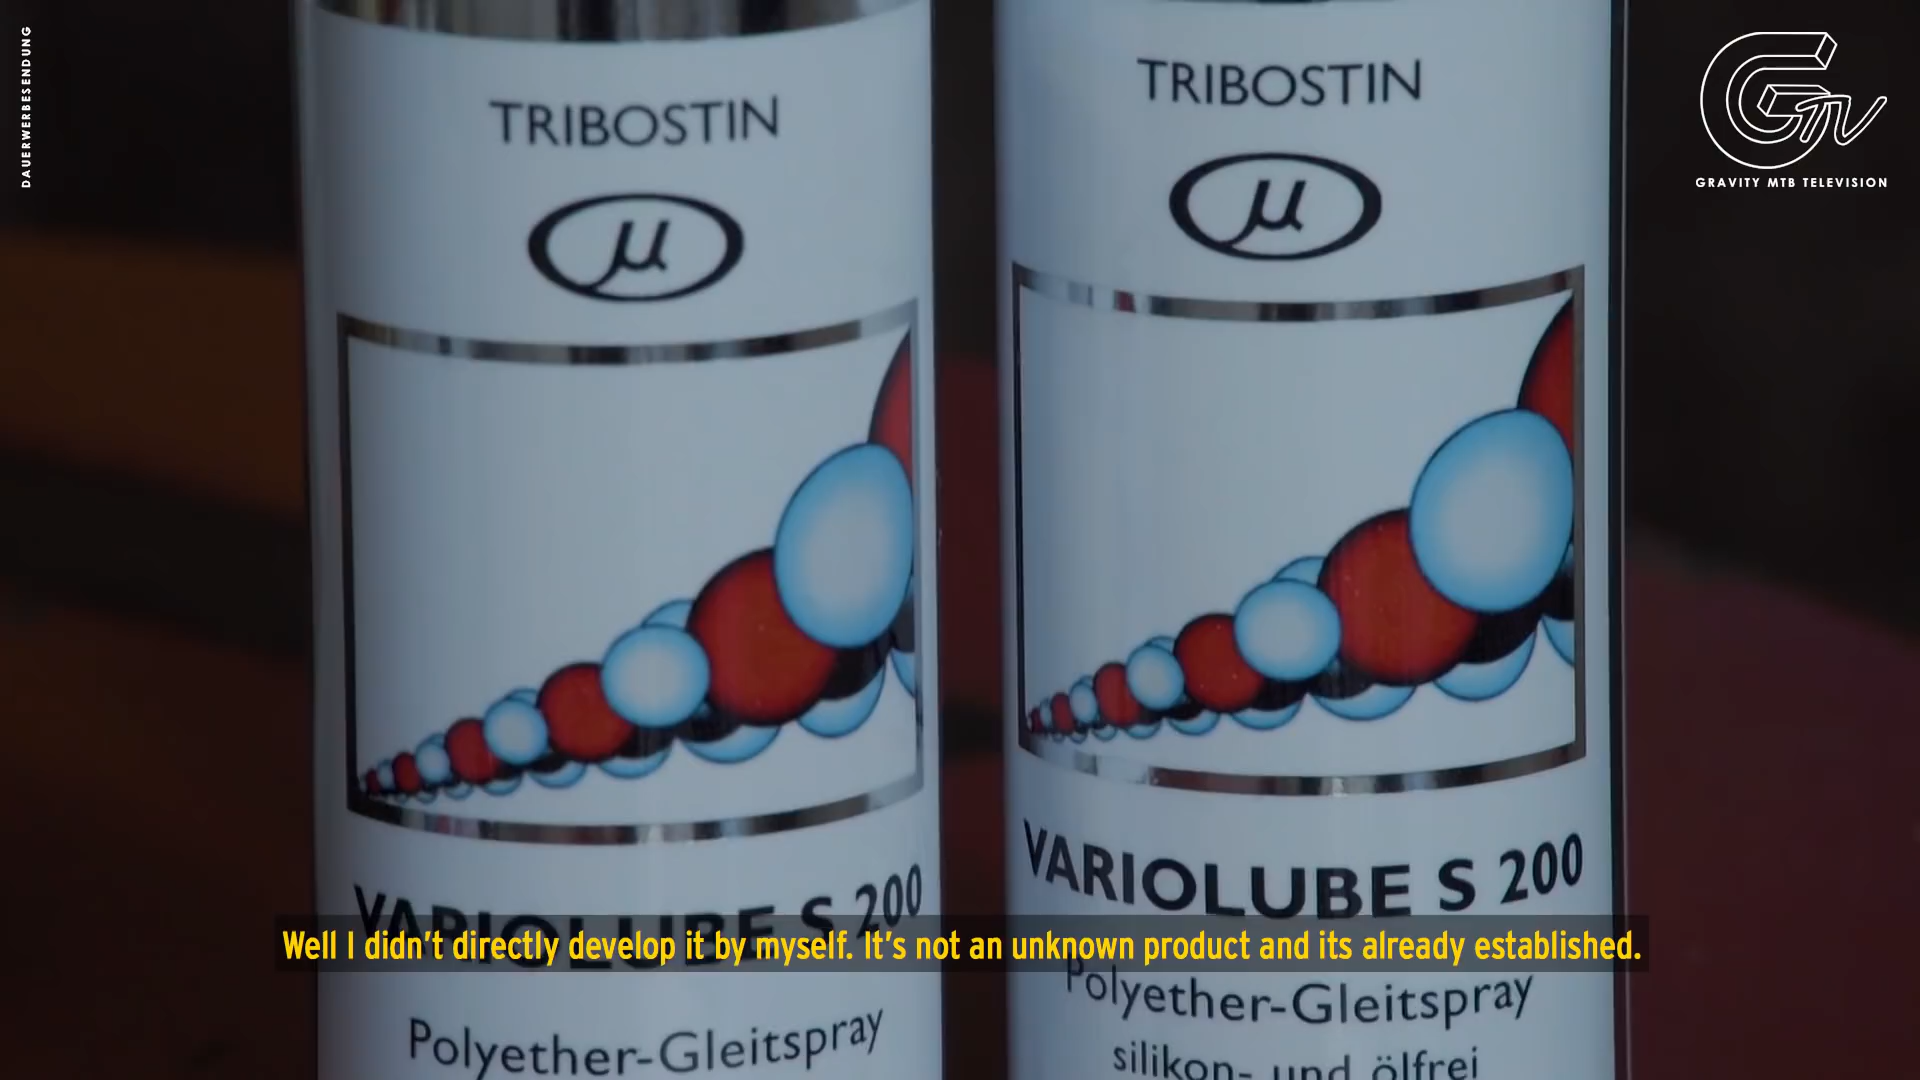 DAUERWERBESENDUNG
GTV
GRAVITY MTB TELEVISION
TRIBOSTIN
µ
VARIOLUBE S 200
Polyether-Gleitspray
TRIBOSTIN
µ
VARIOLUBE S 200
Polyether-Gleitspray
silikon- und ölfrei
Well I didn't directly develop it by myself. It's not an unknown product and its already established.